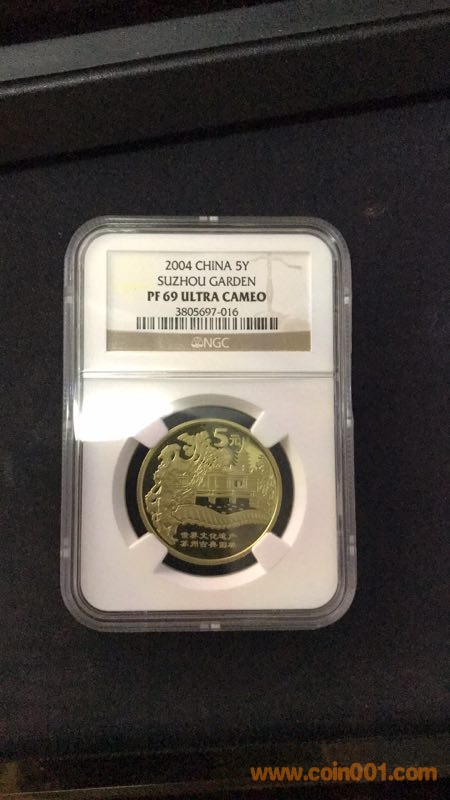 2004 CHINA 5Y
SUZHOU GARDEN
PF 69 ULTRA CAMEO
3805697-016
NGC
5元
世界文化遗产
苏州古典园林
www.coin001.com